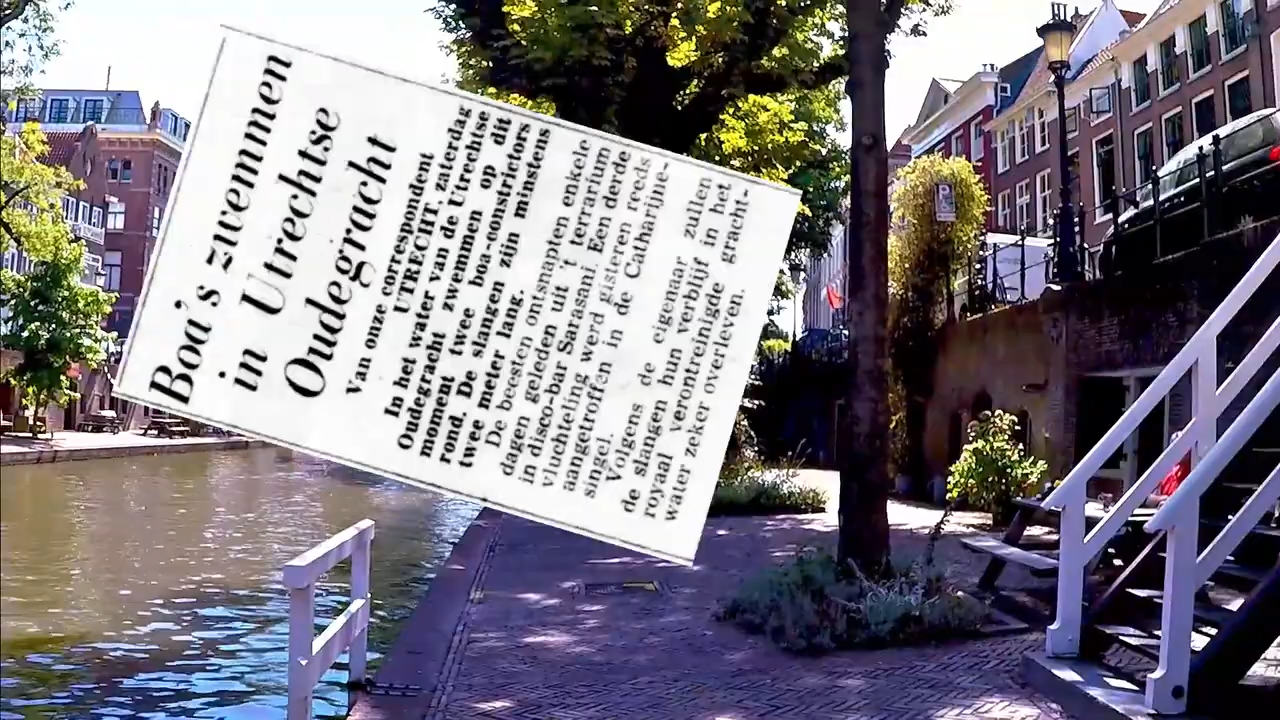 Boa's zwemmen
in Utrechtse
Oudegracht
Van onze correspondent
UTRECHT, zaterdag
In het water van de Utrechtse
Oudegracht zwemmen op dit
moment twee boa-constrictors
rond. De slangen zijn minstens
twee meter lang.
De beesten ontsnapten enkele
dagen geleden uit 't terrarium
in disco-bar Sarasani. Een derde
vluchteling werd gisteren reeds
aangetroffen in de Catharijne-
singel.
Volgens de eigenaar zullen
de slangen hun verblijf in het
royaal verontreinigde gracht-
water zeker overleven.